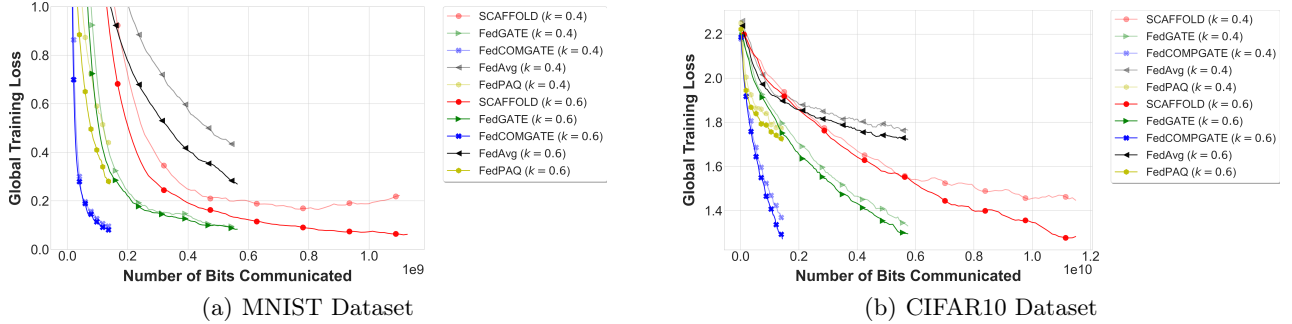 1.0
0.8
0.6
0.4
0.2
0.0
Global Training Loss
0.0 0.2 0.4 0.6 0.8 1.0
1e9
Number of Bits Communicated
SCAFFOLD (k = 0.4)
FedGATE (k = 0.4)
FedCOMGATE (k = 0.4)
FedAvg (k = 0.4)
FedPAQ (k = 0.4)
SCAFFOLD (k = 0.6)
FedGATE (k = 0.6)
FedCOMGATE (k = 0.6)
FedAvg (k = 0.6)
FedPAQ (k = 0.6)
(a) MNIST Dataset
2.2
2.0
1.8
1.6
1.4
Global Training Loss
0.0 0.2 0.4 0.6 0.8 1.0 1.2
1e10
Number of Bits Communicated
SCAFFOLD (k = 0.4)
FedGATE (k = 0.4)
FedCOMPGATE (k = 0.4)
FedAvg (k = 0.4)
FedPAQ (k = 0.4)
SCAFFOLD (k = 0.6)
FedGATE (k = 0.6)
FedCOMPGATE (k = 0.6)
FedAvg (k = 0.6)
FedPAQ (k = 0.6)
(b) CIFAR10 Dataset